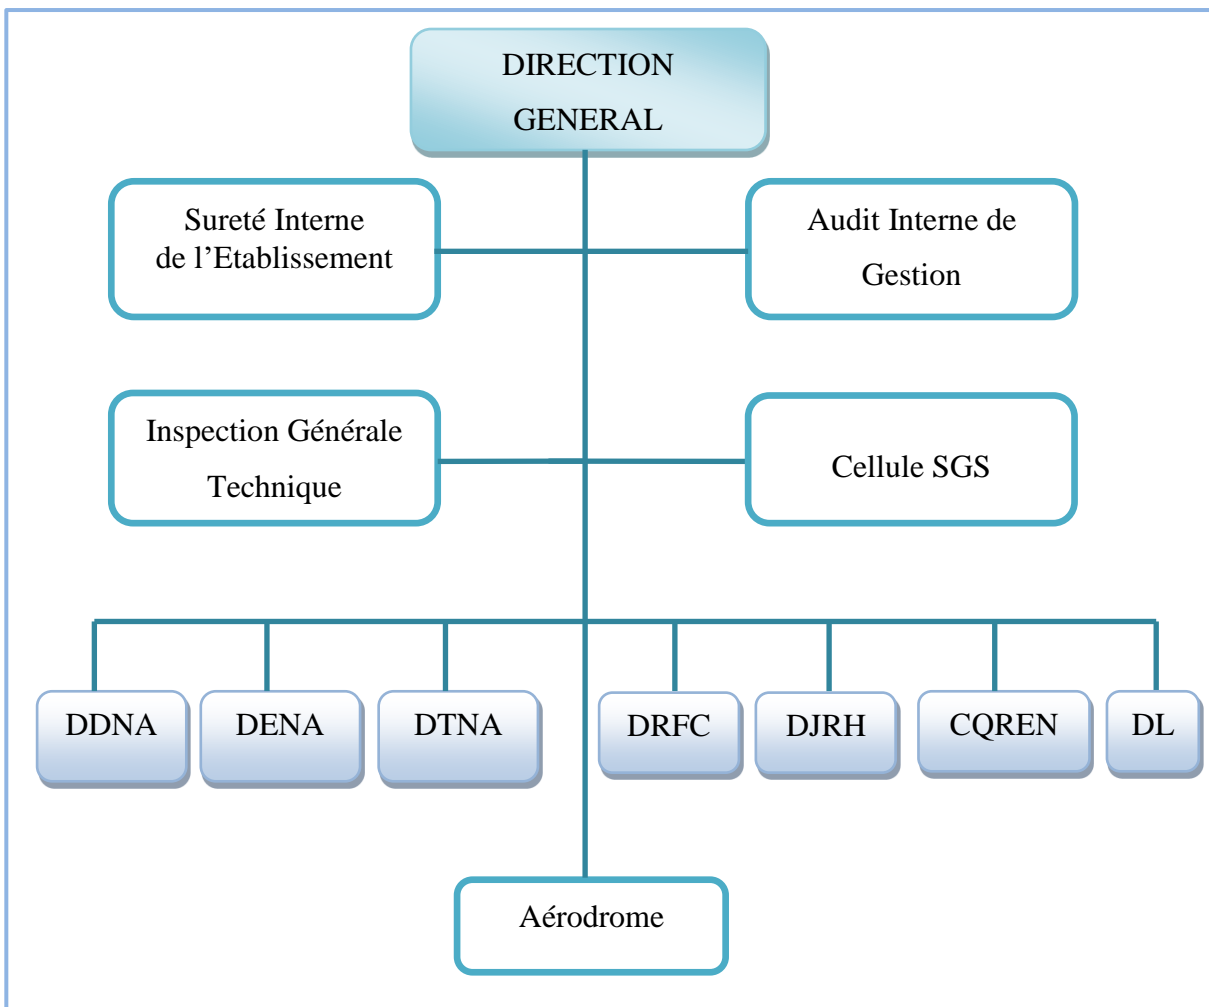 DIRECTION
GENERAL
Sureté Interne
de l’Etablissement
Audit Interne de
Gestion
Inspection Générale
Technique
Cellule SGS
DDNA
DENA
DTNA
DRFC
DJRH
CQREN
DL
Aérodrome